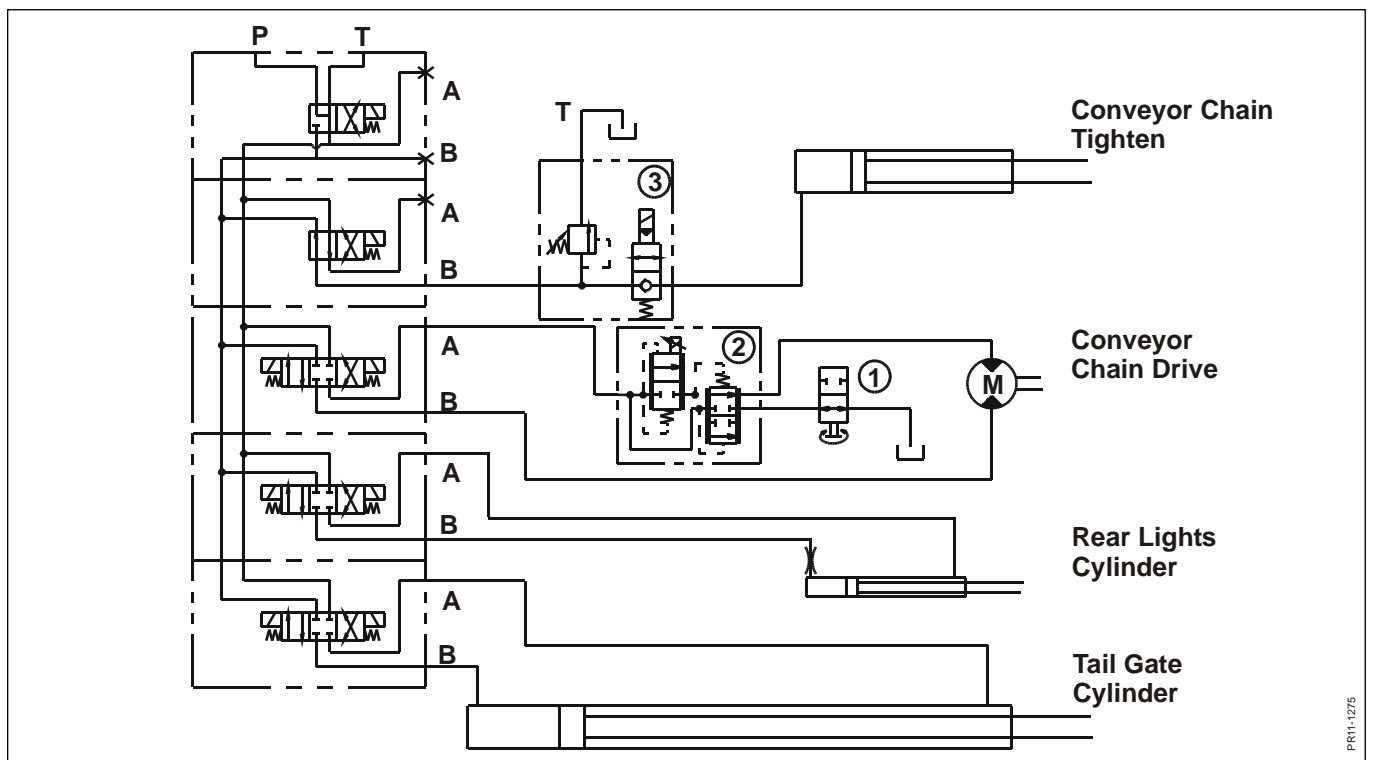 P T
A
B
A
B
T
3
Conveyor Chain
Tighten
A
B
2
1
M
Conveyor
Chain Drive
A
B
Rear Lights
Cylinder
A
B
Tail Gate
Cylinder
PR11-1275